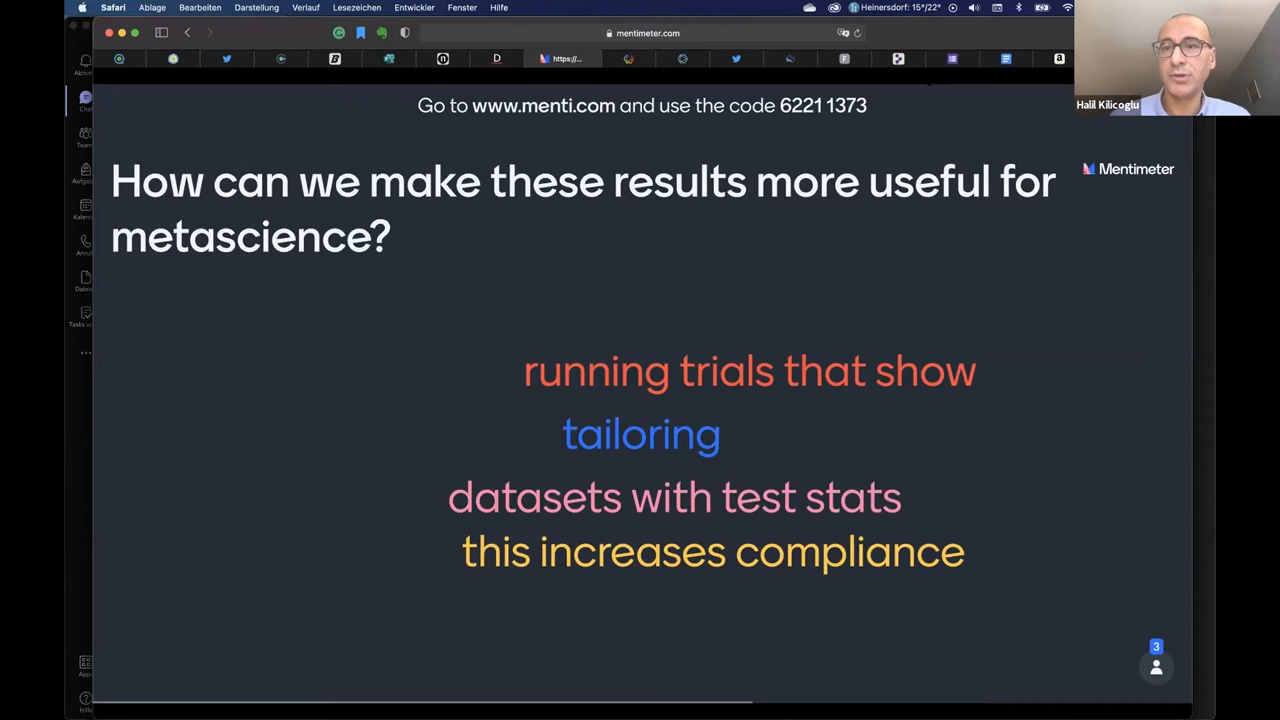 Safari Ablage Bearbeiten Darstellung Verlauf Lesezeichen Entwickler Fenster Hilfe
Heinersdorf: 15°/22°
mentimeter.com
https://...
Halil Kilicoglu
Go to www.menti.com and use the code 6221 1373
Mentimeter
How can we make these results more useful for
metascience?
running trials that show
tailoring
datasets with test stats
this increases compliance
3